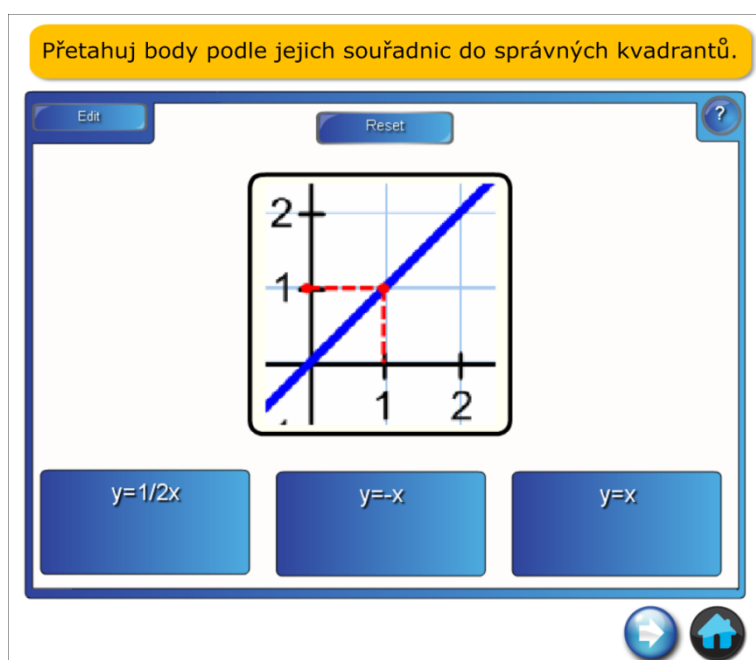 Přetahuj body podle jejich souřadnic do správných kvadrantů.
Edit
Reset
?
2
1
1
2
y=1/2x
y=-x
y=x